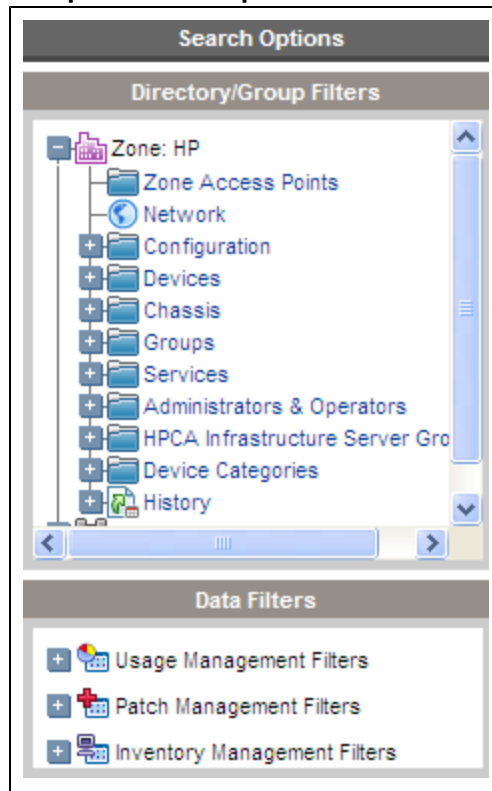 Search Options
Directory/Group Filters
Zone: HP
Zone Access Points
Network
Configuration
Devices
Chassis
Groups
Services
Administrators & Operators
HPCA Infrastructure Server Gro
Device Categories
History
Data Filters
Usage Management Filters
Patch Management Filters
Inventory Management Filters